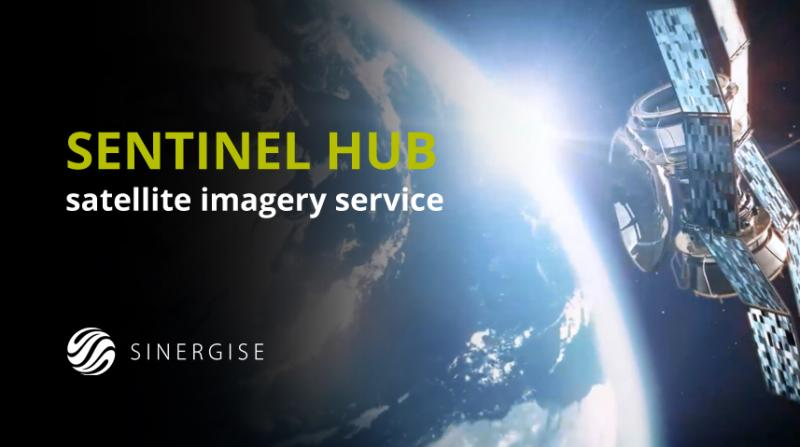 SENTINEL HUB
satellite imagery service
SINERGISE